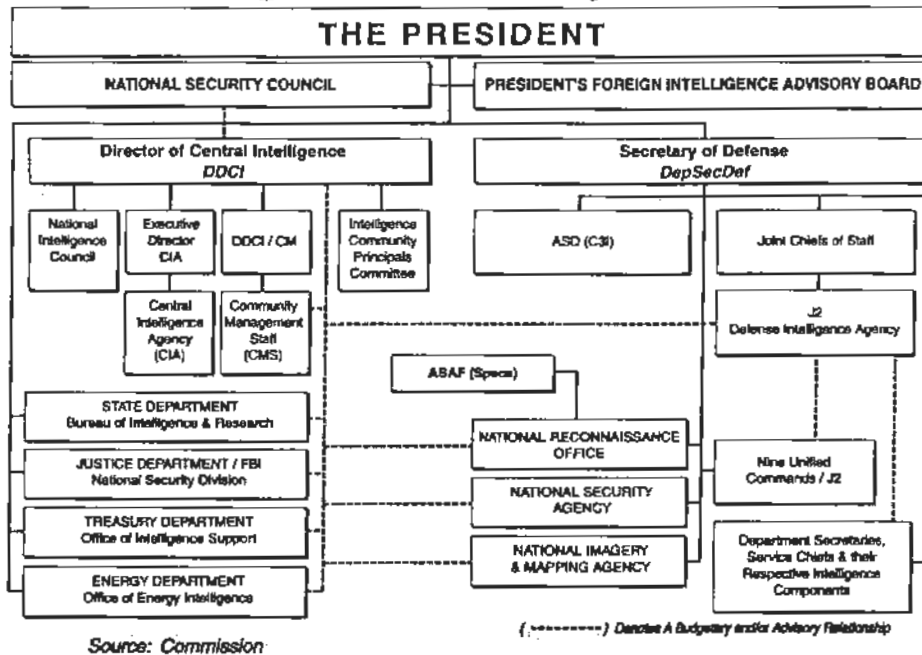 THE PRESIDENT
NATIONAL SECURITY COUNCIL
PRESIDENT'S FOREIGN INTELLIGENCE ADVISORY BOARD
Director of Central Intelligence
DDCI
Secretary of Defense
DepSecDef
National
Intelligence
Council
Executive
Director
CIA
DDCI / CM
Intelligence
Community
Principals
Committee
ASD (C3I)
Joint Chiefs of Staff
Central
Intelligence
Agency
(CIA)
Community
Management
Staff
(CMS)
J2
Defense Intelligence Agency
ASAF (Space)
STATE DEPARTMENT
Bureau of Intelligence & Research
NATIONAL RECONNAISSANCE
OFFICE
JUSTICE DEPARTMENT / FBI
National Security Division
NATIONAL SECURITY
AGENCY
Nine Unified
Commands / J2
TREASURY DEPARTMENT
Office of Intelligence Support
NATIONAL IMAGERY
& MAPPING AGENCY
Department Secretaries,
Service Chiefs & their
Respective Intelligence
Components
ENERGY DEPARTMENT
Office of Energy Intelligence
( ---------- ) Denotes A Budgetary and/or Advisory Relationship
Source: Commission